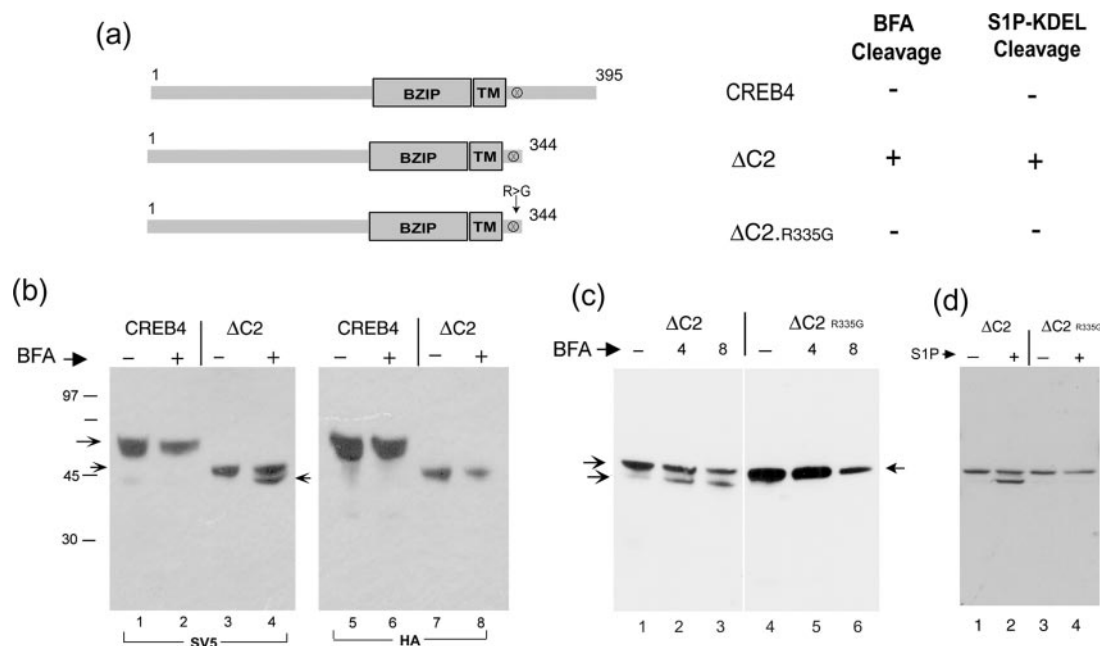 (a)
1
395
BZIP
TM
1
344
BZIP
TM
R>G
1
344
BZIP
TM
BFA Cleavage
S1P-KDEL Cleavage
CREB4 - -
ΔC2 + +
ΔC2.R335G - -
(b)
CREB4 ΔC2 CREB4 ΔC2
BFA − + − + − + − +
97
45
30
1 2 3 4 5 6 7 8
SV5 HA
(c)
ΔC2 ΔC2 R335G
BFA − 4 8 − 4 8
1 2 3 4 5 6
(d)
ΔC2 ΔC2 R335G
S1P − + − +
1 2 3 4